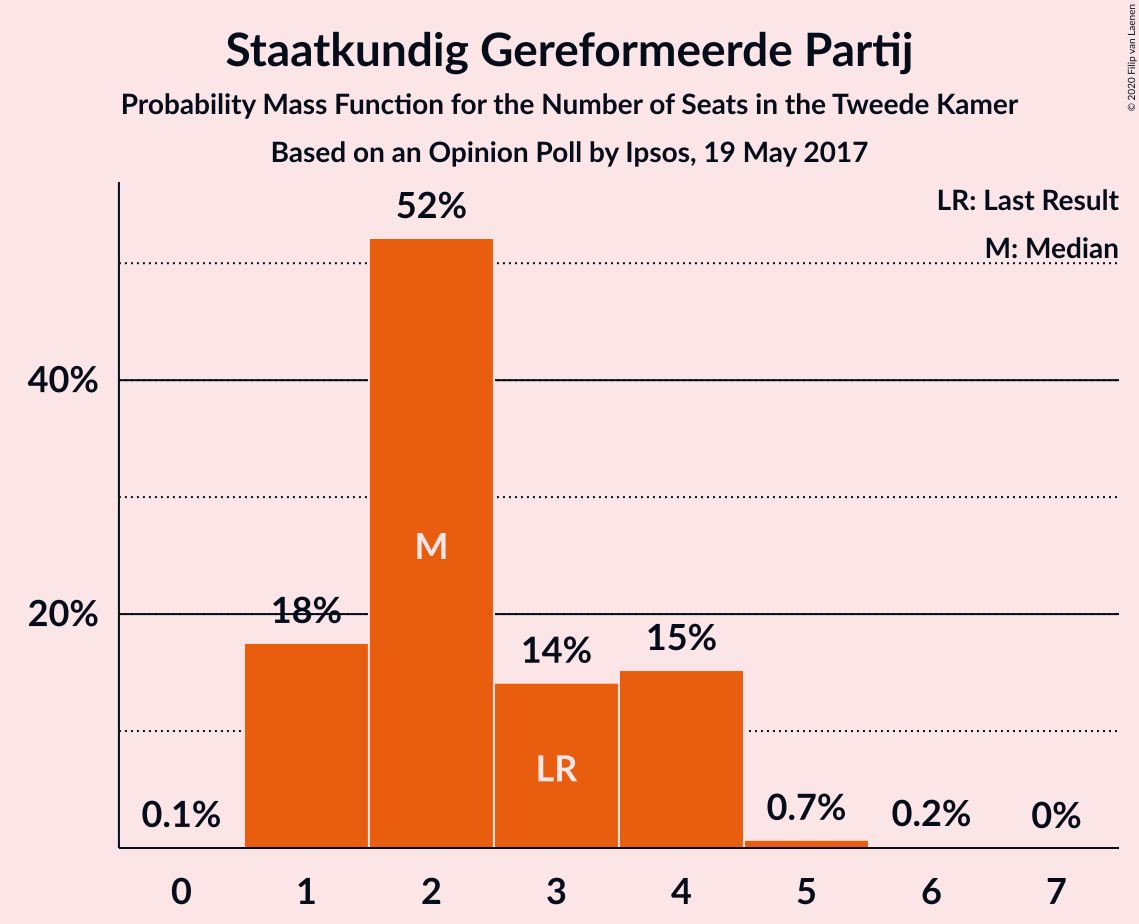 Staatkundig Gereformeerde Partij
Probability Mass Function for the Number of Seats in the Tweede Kamer
Based on an Opinion Poll by Ipsos, 19 May 2017
© 2020 Filip van Laenen
LR: Last Result
M: Median
52%
40%
M
20%
18%
14%
15%
LR
0.1%
0.7%
0.2%
0%
0 1 2 3 4 5 6 7